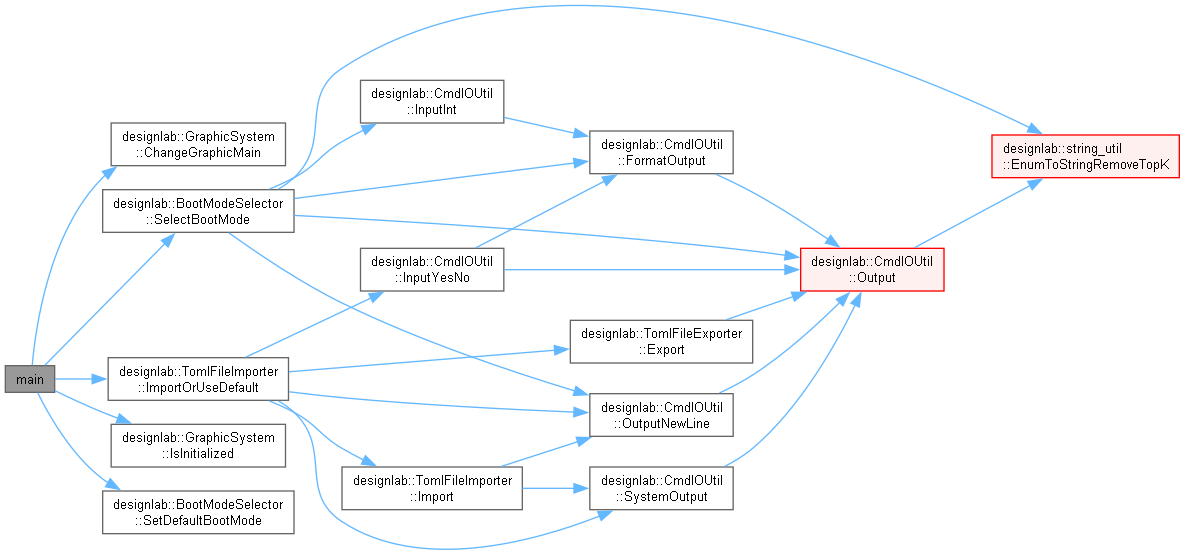 main
designlab::GraphicSystem
::ChangeGraphicMain
designlab::BootModeSelector
::SelectBootMode
designlab::TomlFileImporter
::ImportOrUseDefault
designlab::GraphicSystem
::IsInitialized
designlab::BootModeSelector
::SetDefaultBootMode
designlab::CmdIOUtil
::InputInt
designlab::CmdIOUtil
::InputYesNo
designlab::TomlFileImporter
::Import
designlab::CmdIOUtil
::FormatOutput
designlab::TomlFileExporter
::Export
designlab::CmdIOUtil
::OutputNewLine
designlab::CmdIOUtil
::SystemOutput
designlab::CmdIOUtil
::Output
designlab::string_util
::EnumToStringRemoveTopK